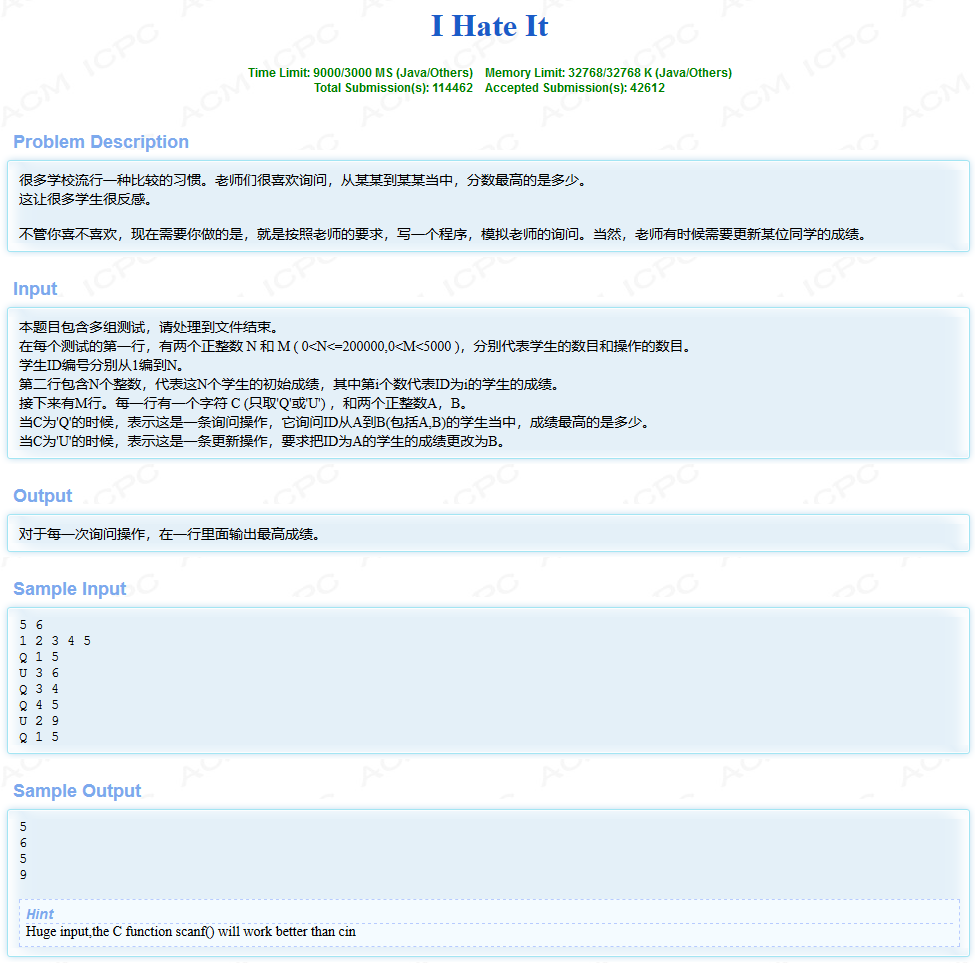 I Hate It
Time Limit: 9000/3000 MS (Java/Others) Memory Limit: 32768/32768 K (Java/Others)
Total Submission(s): 114462 Accepted Submission(s): 42612
Problem Description
很多学校流行一种比较的习惯。老师们很喜欢询问，从某某到某某当中，分数最高的是多少。
这让很多学生很反感。
不管你喜不喜欢，现在需要你做的是，就是按照老师的要求，写一个程序，模拟老师的询问。当然，老师有时候需要更新某位同学的成绩。
Input
本题目包含多组测试，请处理到文件结束。
在每个测试的第一行，有两个正整数 N 和 M ( 0<N<=200000,0<M<5000 )，分别代表学生的数目和操作的数目。
学生ID编号分别从1编到N。
第二行包含N个整数，代表这N个学生的初始成绩，其中第i个数代表ID为i的学生的成绩。
接下来有M行。每一行有一个字符 C (只取'Q'或'U') ，和两个正整数A，B。
当C为'Q'的时候，表示这是一条询问操作，它询问ID从A到B(包括A,B)的学生当中，成绩最高的是多少。
当C为'U'的时候，表示这是一条更新操作，要求把ID为A的学生的成绩更改为B。
Output
对于每一次询问操作，在一行里面输出最高成绩。
Sample Input
5 6
1 2 3 4 5
Q 1 5
U 3 6
Q 3 4
Q 4 5
U 2 9
Q 1 5
Sample Output
5
6
5
9
Hint
Huge input,the C function scanf() will work better than cin